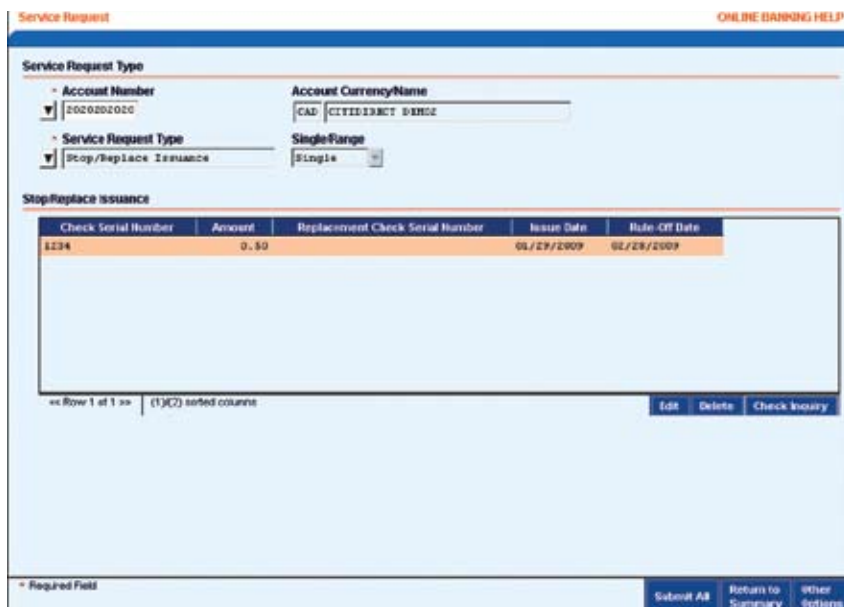 Service Request ONLINE BANKING HELP
Service Request Type
* Account Number Account Currency/Name
2020202020 CAD CITIDIRECT DEMO2
* Service Request Type Single/Range
Stop/Replace Issuance Single
Stop/Replace Issuance
Check Serial Number Amount Replacement Check Serial Number Issue Date Rule-Off Date
1234 0.50 01/29/2009 02/28/2009
<< Row 1 of 1 >> (1)/(2) sorted columns
Edit Delete Check Inquiry
* Required Field
Submit All Return to Summary Other Options